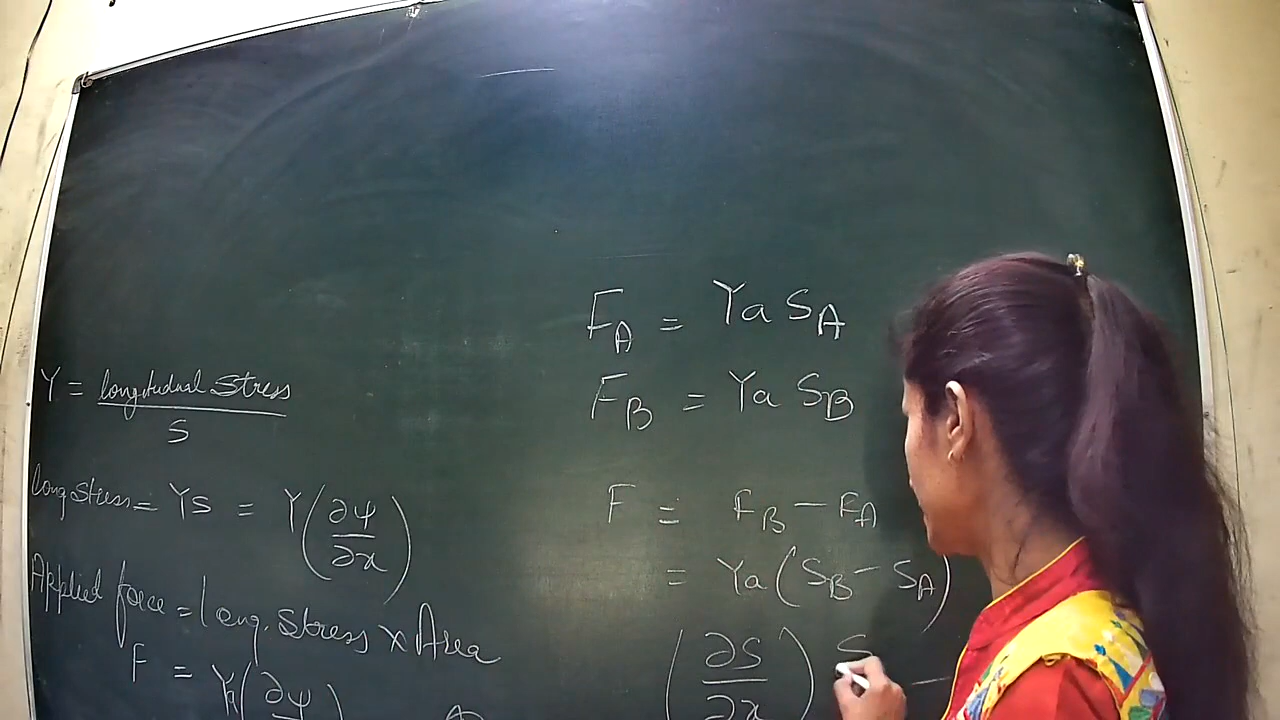 Y = longitudual stress / S
long stress = Ys = Y(∂ψ/∂x)
Applied force = long. stress × Area
F = Ya(∂ψ
F_A = Ya S_A
F_B = Ya S_B
F = F_B − F_A
= Ya(S_B − S_A)
(∂S/∂x) S